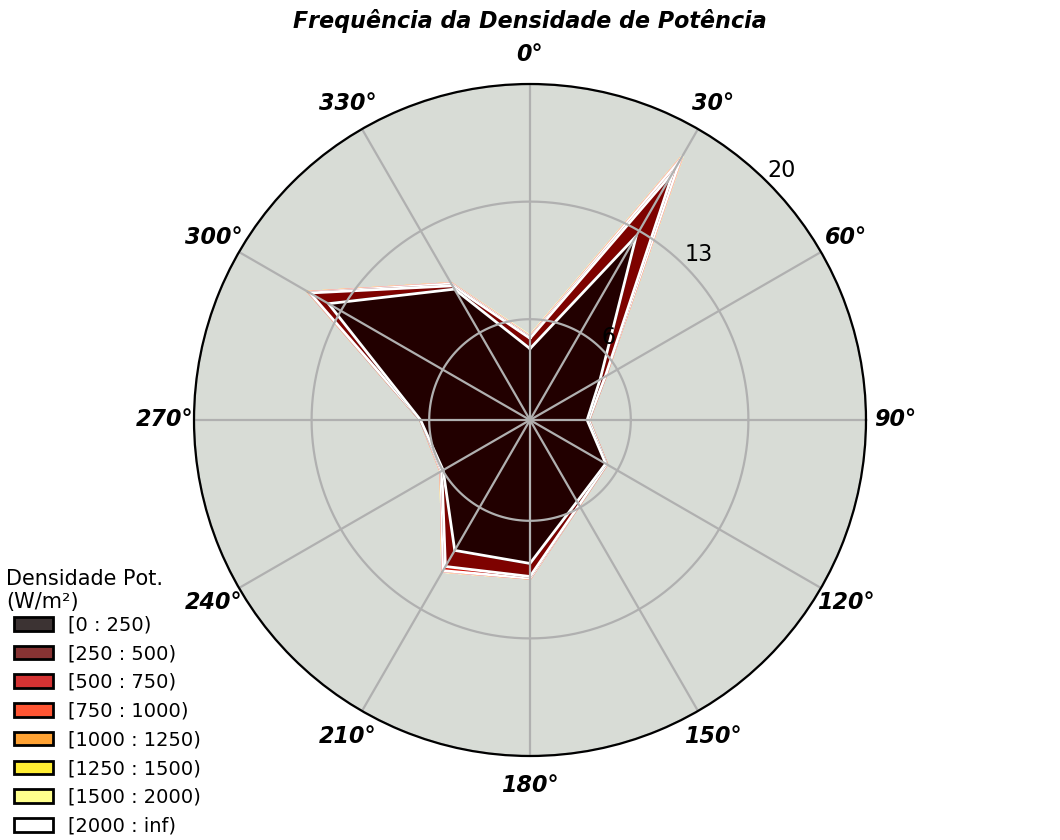 Frequência da Densidade de Potência
0°
330°
30°
20
300°
60°
13
6
270°
90°
240°
120°
210°
150°
180°
Densidade Pot.
(W/m²)
[0 : 250)
[250 : 500)
[500 : 750)
[750 : 1000)
[1000 : 1250)
[1250 : 1500)
[1500 : 2000)
[2000 : inf)